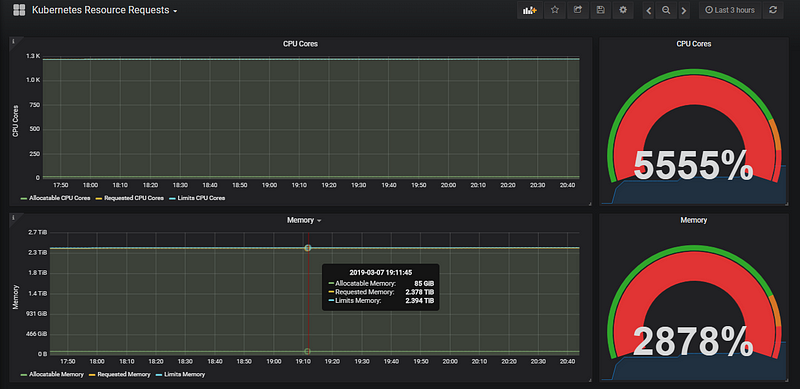 Kubernetes Resource Requests
Last 3 hours
CPU Cores
CPU Cores
1.3 K
1.0 K
750
500
250
0
CPU Cores
17:50 18:00 18:10 18:20 18:30 18:40 18:50 19:00 19:10 19:20 19:30 19:40 19:50 20:00 20:10 20:20 20:30 20:40
Allocatable CPU Cores Requested CPU Cores Limits CPU Cores
5555%
Memory
Memory
2.7 TiB
2.3 TiB
1.8 TiB
1.4 TiB
931 GiB
466 GiB
0 B
Memory
2019-03-07 19:11:45
Allocatable Memory: 85 GiB
Requested Memory: 2.378 TiB
Limits Memory: 2.394 TiB
17:50 18:00 18:10 18:20 18:30 18:40 18:50 19:00 19:10 19:20 19:30 19:40 19:50 20:00 20:10 20:20 20:30 20:40
Allocatable Memory Requested Memory Limits Memory
2878%